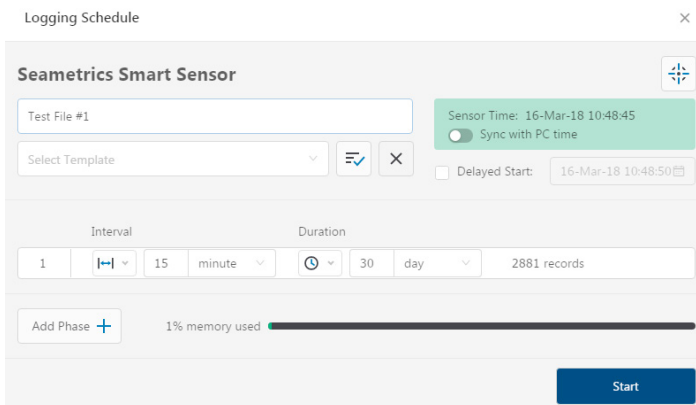 Logging Schedule
Seametrics Smart Sensor
Test File #1
Sensor Time: 16-Mar-18 10:48:45
Sync with PC time
Select Template
Delayed Start: 16-Mar-18 10:48:50
Interval Duration
1 15 minute 30 day 2881 records
Add Phase 1% memory used
Start